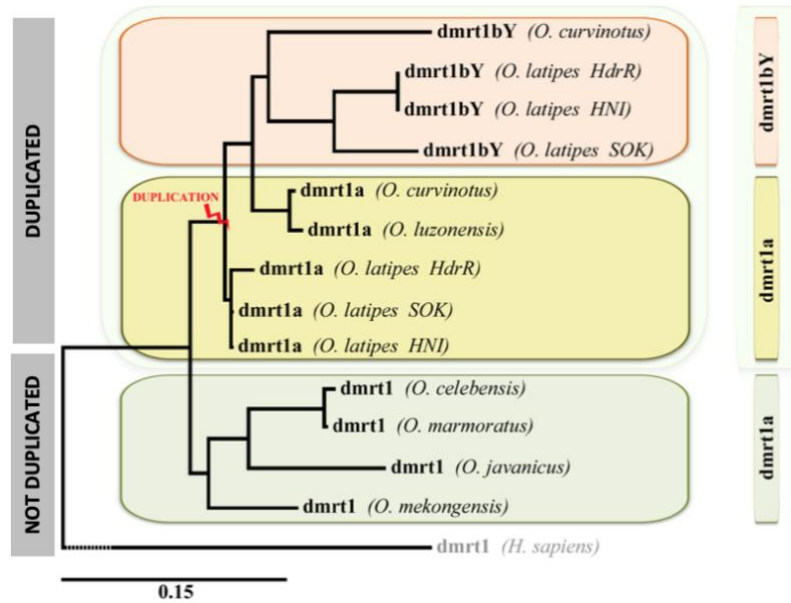 DUPLICATED
NOT DUPLICATED
dmrt1bY (O. curvinotus)
dmrt1bY (O. latipes HdrR)
dmrt1bY (O. latipes HNI)
dmrt1bY (O. latipes SOK)
DUPLICATION
dmrt1a (O. curvinotus)
dmrt1a (O. luzonensis)
dmrt1a (O. latipes HdrR)
dmrt1a (O. latipes SOK)
dmrt1a (O. latipes HNI)
dmrt1 (O. celebensis)
dmrt1 (O. marmoratus)
dmrt1 (O. javanicus)
dmrt1 (O. mekongensis)
dmrt1 (H. sapiens)
0.15
dmrt1bY
dmrt1a
dmrt1a